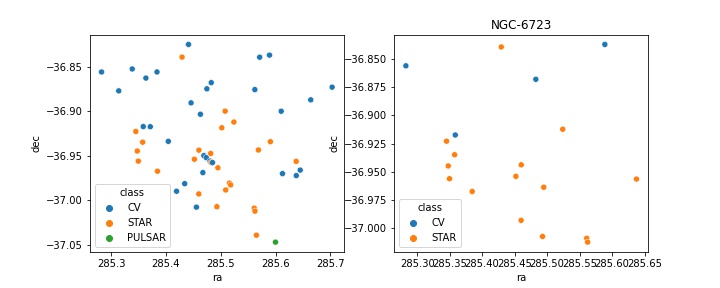 NGC-6723
−36.85
−36.90
−36.95
−37.00
−37.05
dec
class
CV
STAR
PULSAR
285.3
285.4
285.5
285.6
285.7
ra
−36.850
−36.875
−36.900
−36.925
−36.950
−36.975
−37.000
dec
class
CV
STAR
285.30
285.35
285.40
285.45
285.50
285.55
285.60
285.65
ra